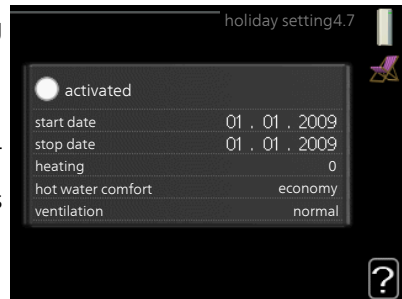 holiday setting4.7
activated
start date 01 . 01 . 2009
stop date 01 . 01 . 2009
heating 0
hot water comfort economy
ventilation normal
?